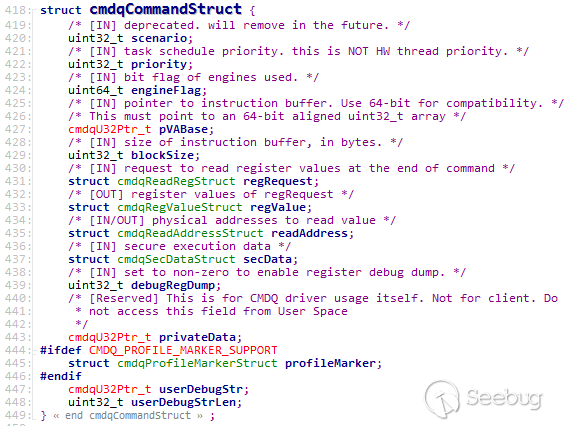 418: struct cmdqCommandStruct {
419: /* [IN] deprecated. will remove in the future. */
420: uint32_t scenario;
421: /* [IN] task schedule priority. this is NOT HW thread priority. */
422: uint32_t priority;
423: /* [IN] bit flag of engines used. */
424: uint64_t engineFlag;
425: /* [IN] pointer to instruction buffer. Use 64-bit for compatibility. */
426: /* This must point to an 64-bit aligned uint32_t array */
427: cmdqU32Ptr_t pVABase;
428: /* [IN] size of instruction buffer, in bytes. */
429: uint32_t blockSize;
430: /* [IN] request to read register values at the end of command */
431: struct cmdqReadRegStruct regRequest;
432: /* [OUT] register values of regRequest */
433: struct cmdqRegValueStruct regValue;
434: /* [IN/OUT] physical addresses to read value */
435: struct cmdqReadAddressStruct readAddress;
436: /* [IN] secure execution data */
437: struct cmdqSecDataStruct secData;
438: /* [IN] set to non-zero to enable register debug dump. */
439: uint32_t debugRegDump;
440: /* [Reserved] This is for CMDQ driver usage itself. Not for client. Do
441: * not access this field from User Space
442: */
443: cmdqU32Ptr_t privateData;
444: #ifdef CMDQ_PROFILE_MARKER_SUPPORT
445: struct cmdqProfileMarkerStruct profileMarker;
446: #endif
447: cmdqU32Ptr_t userDebugStr;
448: uint32_t userDebugStrLen;
449: } « end cmdqCommandStruct » ;
Seebug